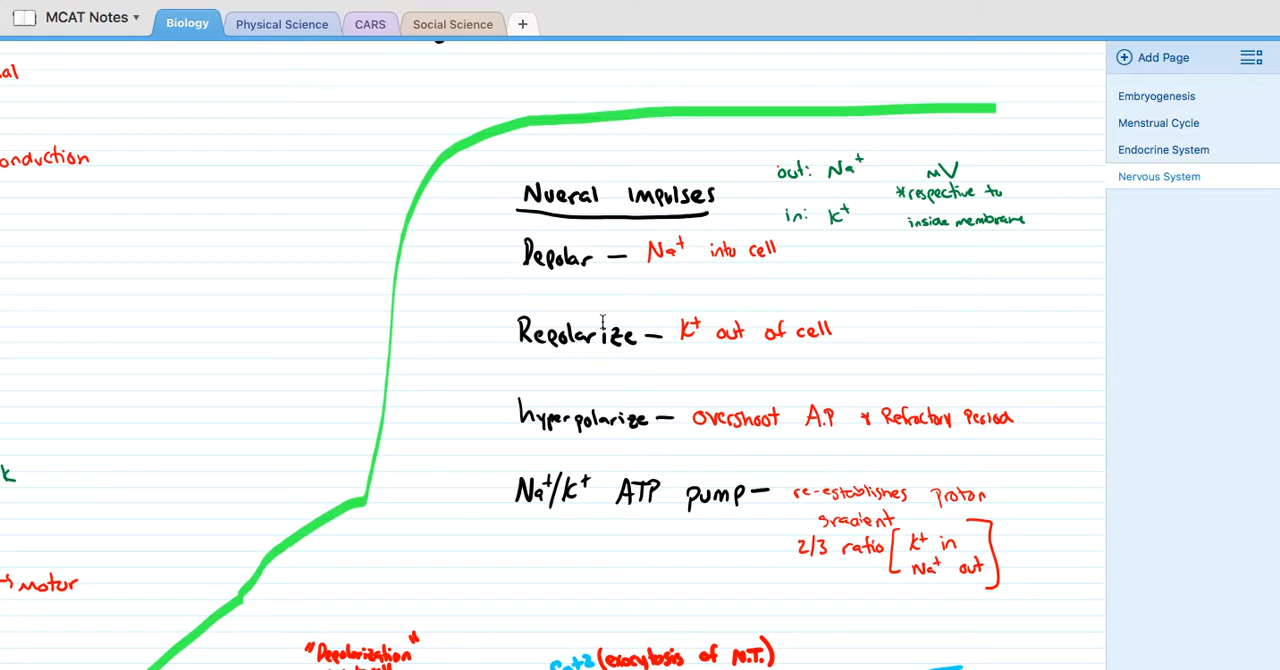 MCAT Notes
Biology
Physical Science
CARS
Social Science
+
Add Page
Embryogenesis
Menstrual Cycle
Endocrine System
Nervous System
al
onduction
k
motor
Nueral Impulses
out: Na+
in: K+
mV
*respective to
inside membrane
Depolar – Na+ into cell
Repolarize – K+ out of cell
hyperpolarize – overshoot A.P * Refractory Period
Na+/K+ ATP pump – re-establishes proton
gradient
2/3 ratio [K+ in
Na+ out]
"Depolarization"
Ca+2 (exocytosis of N.T.)